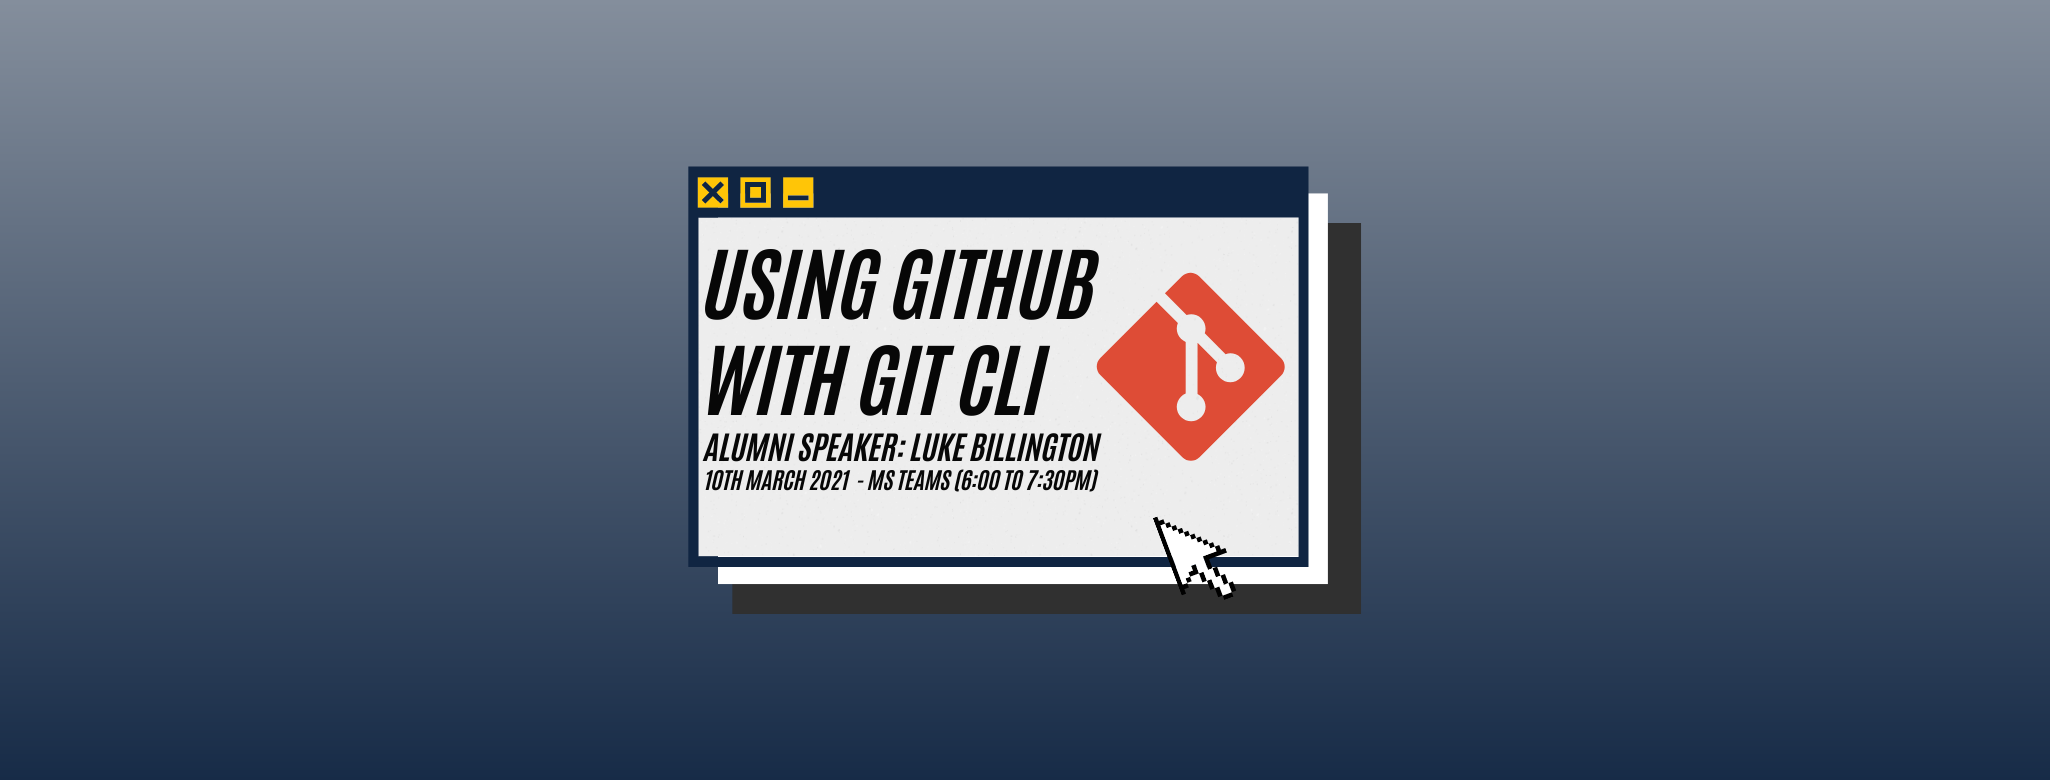 USING GITHUB
WITH GIT CLI
ALUMNI SPEAKER: LUKE BILLINGTON
10TH MARCH 2021 - MS TEAMS (6:00 TO 7:30PM)